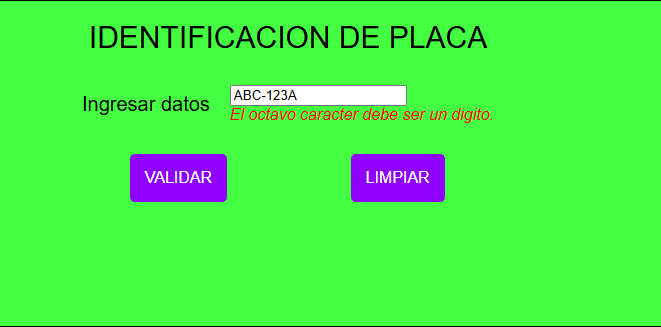 IDENTIFICACION DE PLACA
Ingresar datos
ABC-123A
El octavo caracter debe ser un digito.
VALIDAR
LIMPIAR